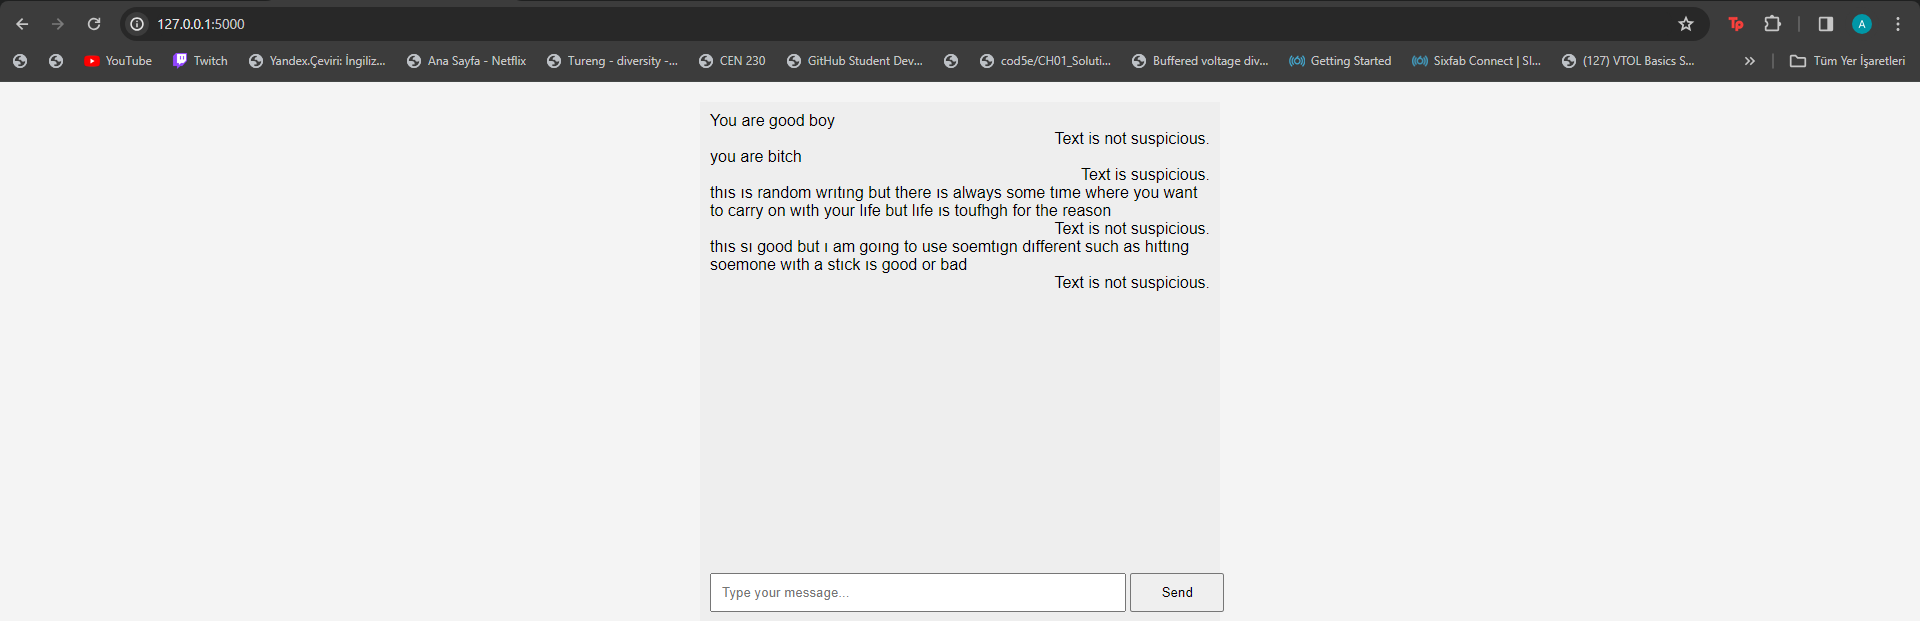 127.0.0.1:5000
Tp A
YouTube Twitch Yandex.Çeviri: İngiliz... Ana Sayfa - Netflix Tureng - diversity -... CEN 230 GitHub Student Dev... cod5e/CH01_Soluti... Buffered voltage div... Getting Started Sixfab Connect | SI... (127) VTOL Basics S... » Tüm Yer İşaretleri
You are good boy
Text is not suspicious.
you are bitch
Text is suspicious.
thıs ıs random wrıtıng but there ıs always some tıme where you want
to carry on wıth your lıfe but lıfe ıs toufhgh for the reason
Text is not suspicious.
thıs sı good but ı am goıng to use soemtıgn dıfferent such as hıttıng
soemone wıth a stıck ıs good or bad
Text is not suspicious.
Type your message... Send